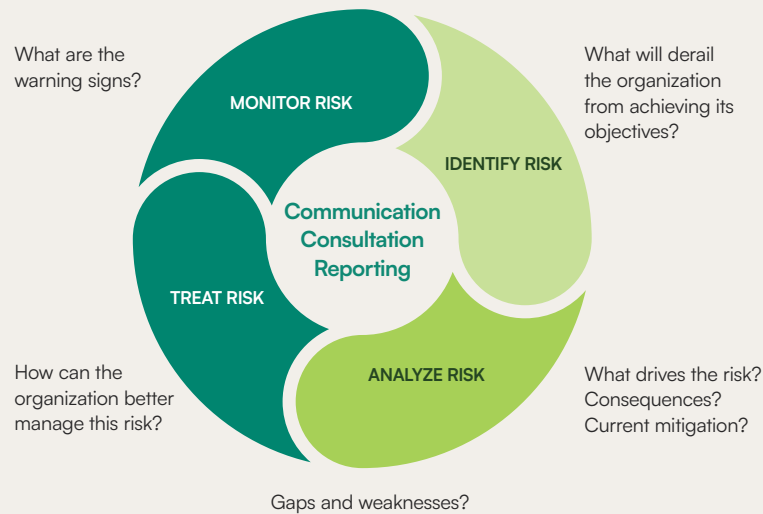 What are the
warning signs?
MONITOR RISK
What will derail
the organization
from achieving its
objectives?
IDENTIFY RISK
Communication
Consultation
Reporting
TREAT RISK
ANALYZE RISK
How can the
organization better
manage this risk?
What drives the risk?
Consequences?
Current mitigation?
Gaps and weaknesses?